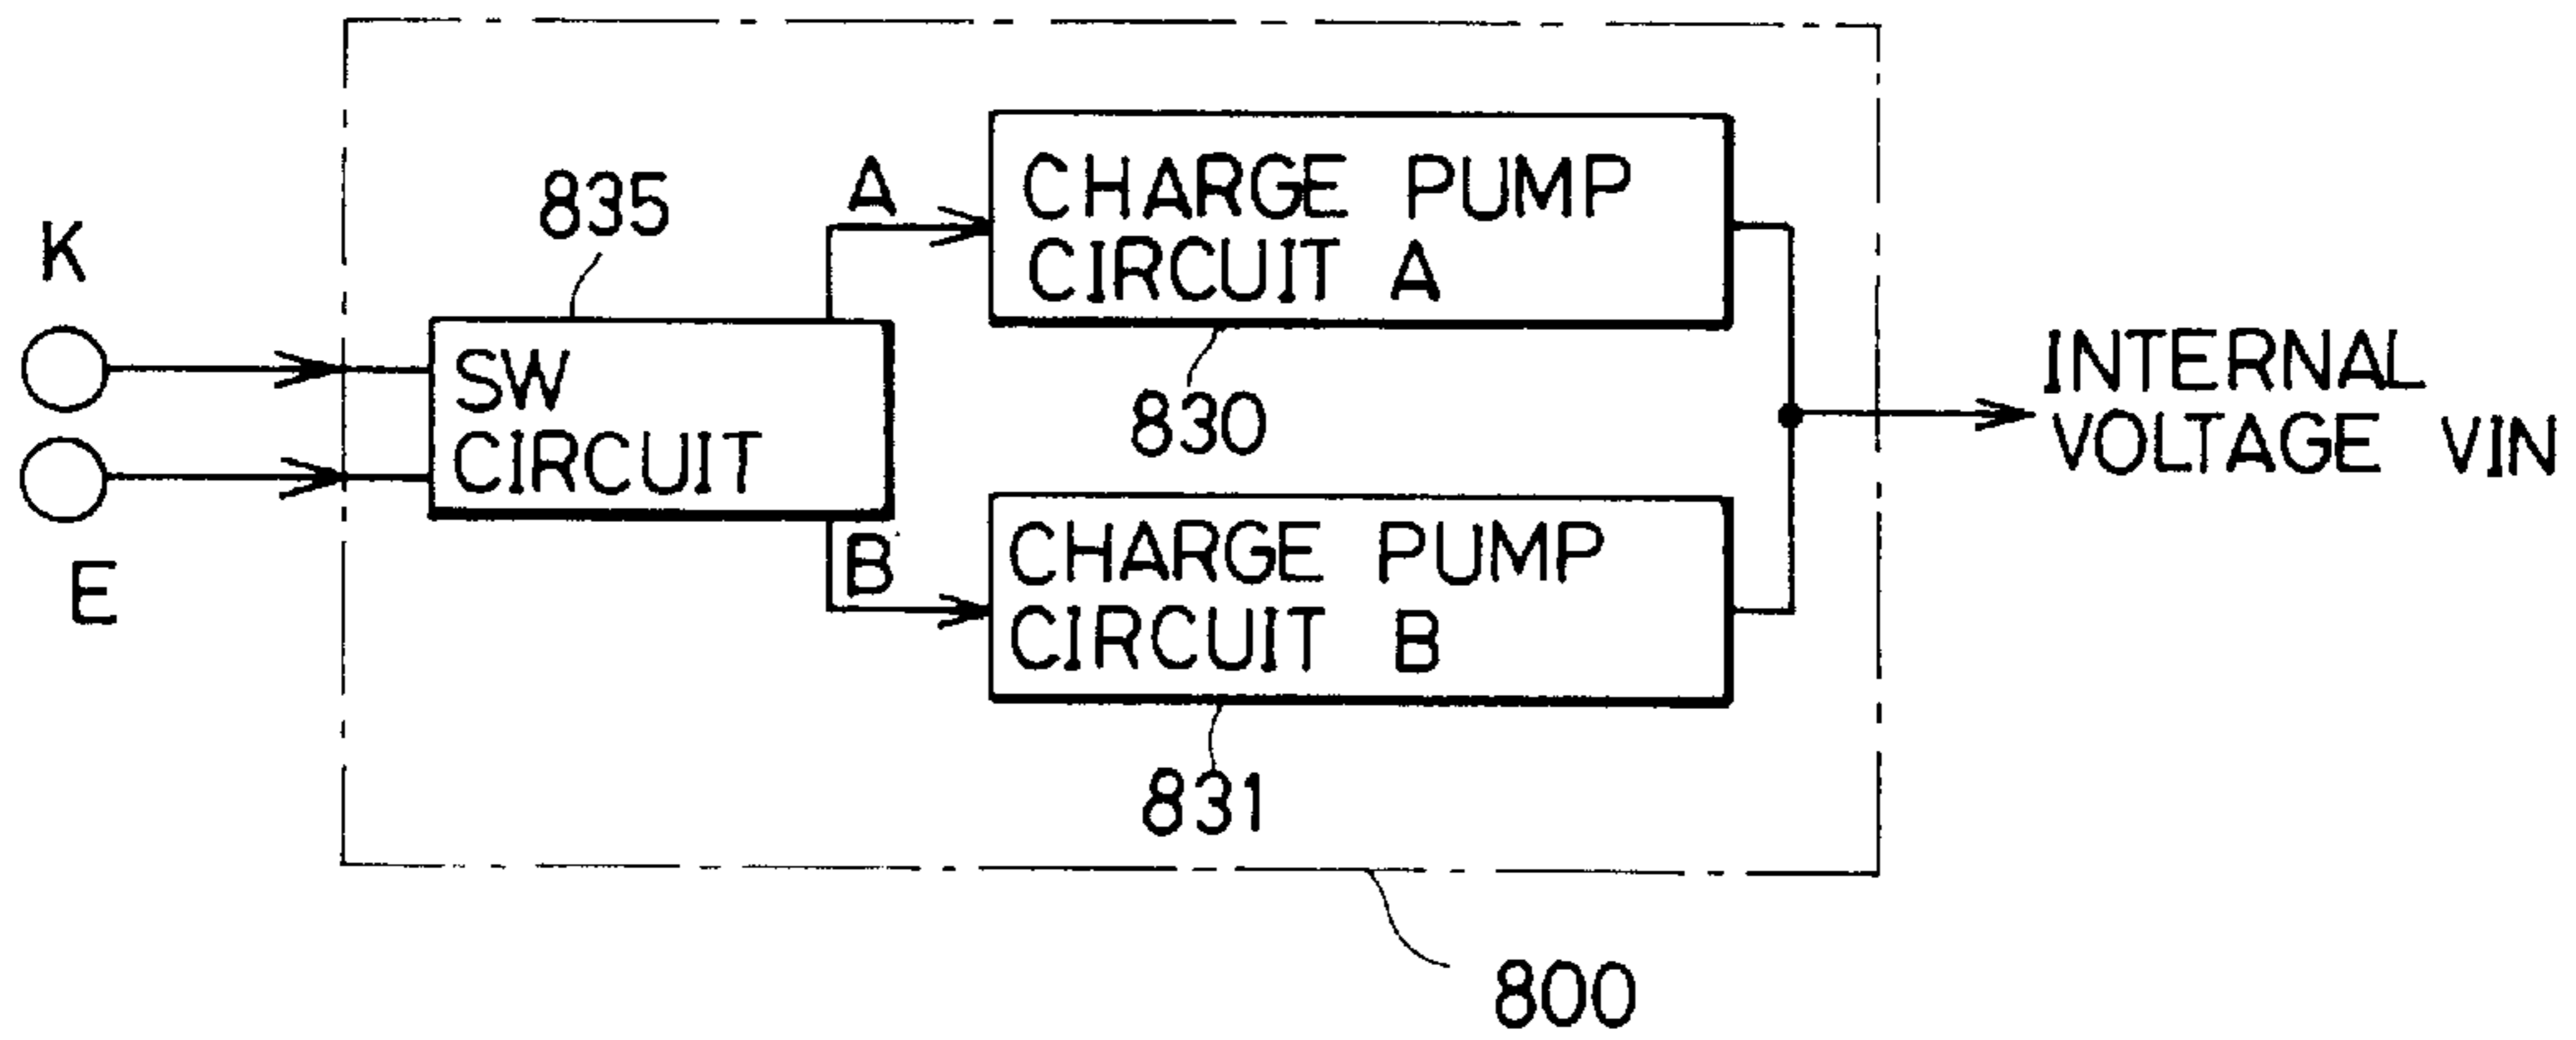 K
E
835
SW
CIRCUIT
A
B
CHARGE PUMP
CIRCUIT A
830
CHARGE PUMP
CIRCUIT B
831
INTERNAL
VOLTAGE VIN
800